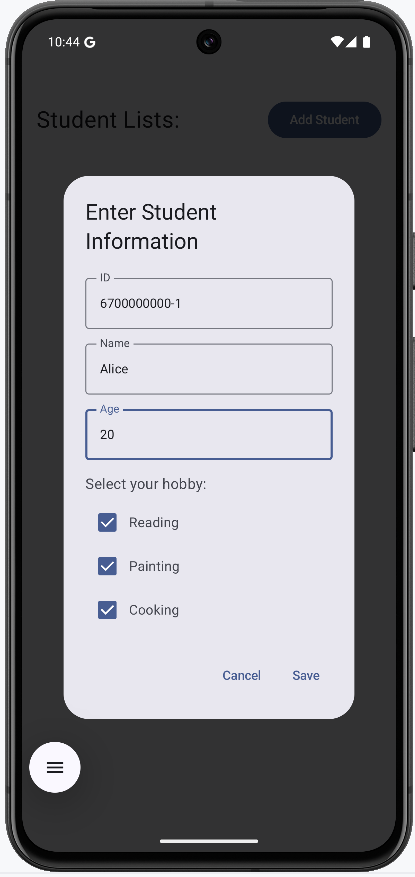 10:44 G
Student Lists:
Add Student
Enter Student
Information
ID
6700000000-1
Name
Alice
Age
20
Select your hobby:
Reading
Painting
Cooking
Cancel
Save